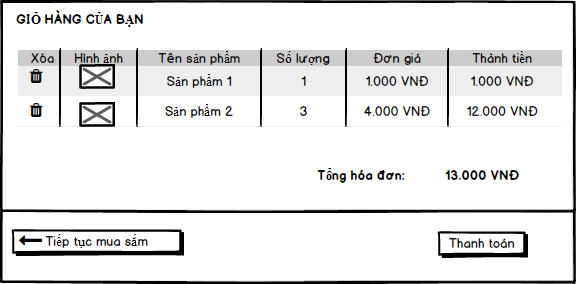 GIỎ HÀNG CỦA BẠN
Xóa Hình ảnh Tên sản phẩm Số lượng Đơn giá Thành tiền
Sản phẩm 1 1 1.000 VNĐ 1.000 VNĐ
Sản phẩm 2 3 4.000 VNĐ 12.000 VNĐ
Tổng hóa đơn: 13.000 VNĐ
Tiếp tục mua sắm Thanh toán